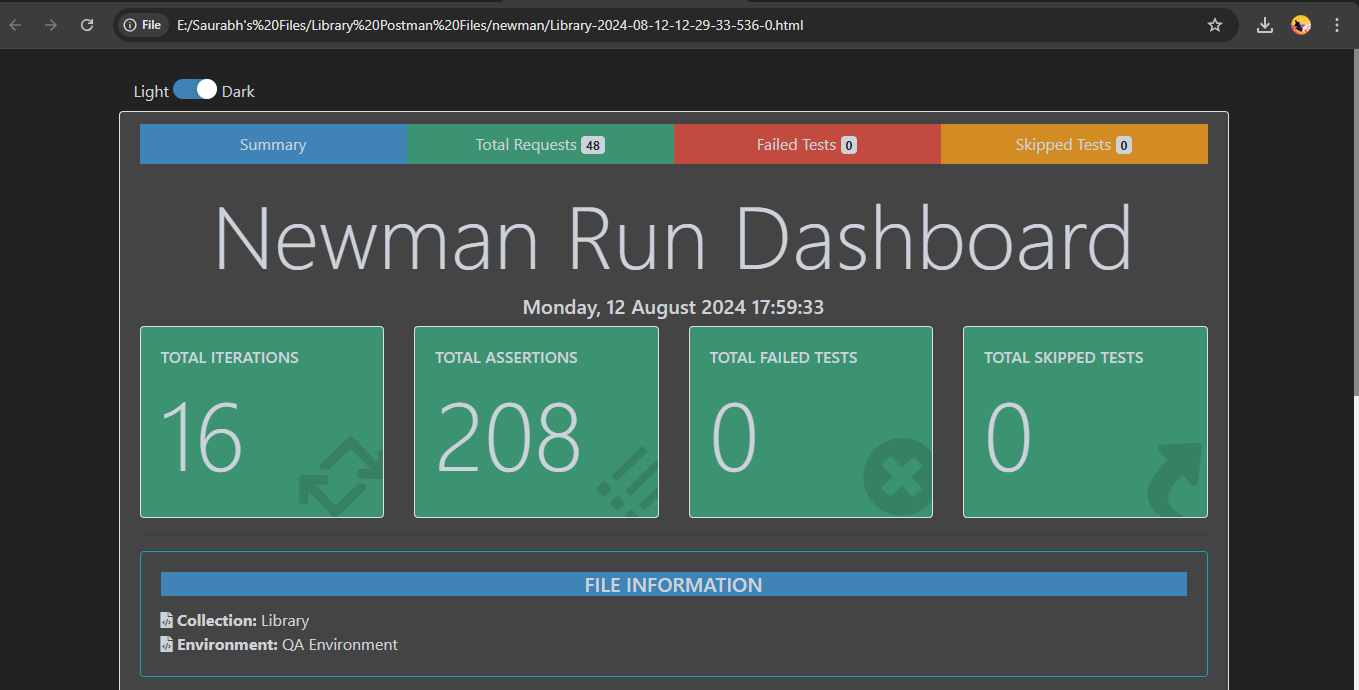 File E:/Saurabh's%20Files/Library%20Postman%20Files/newman/Library-2024-08-12-12-29-33-536-0.html
Light Dark
Summary Total Requests 48 Failed Tests 0 Skipped Tests 0
Newman Run Dashboard
Monday, 12 August 2024 17:59:33
TOTAL ITERATIONS TOTAL ASSERTIONS TOTAL FAILED TESTS TOTAL SKIPPED TESTS
16 208 0 0
FILE INFORMATION
Collection: Library
Environment: QA Environment